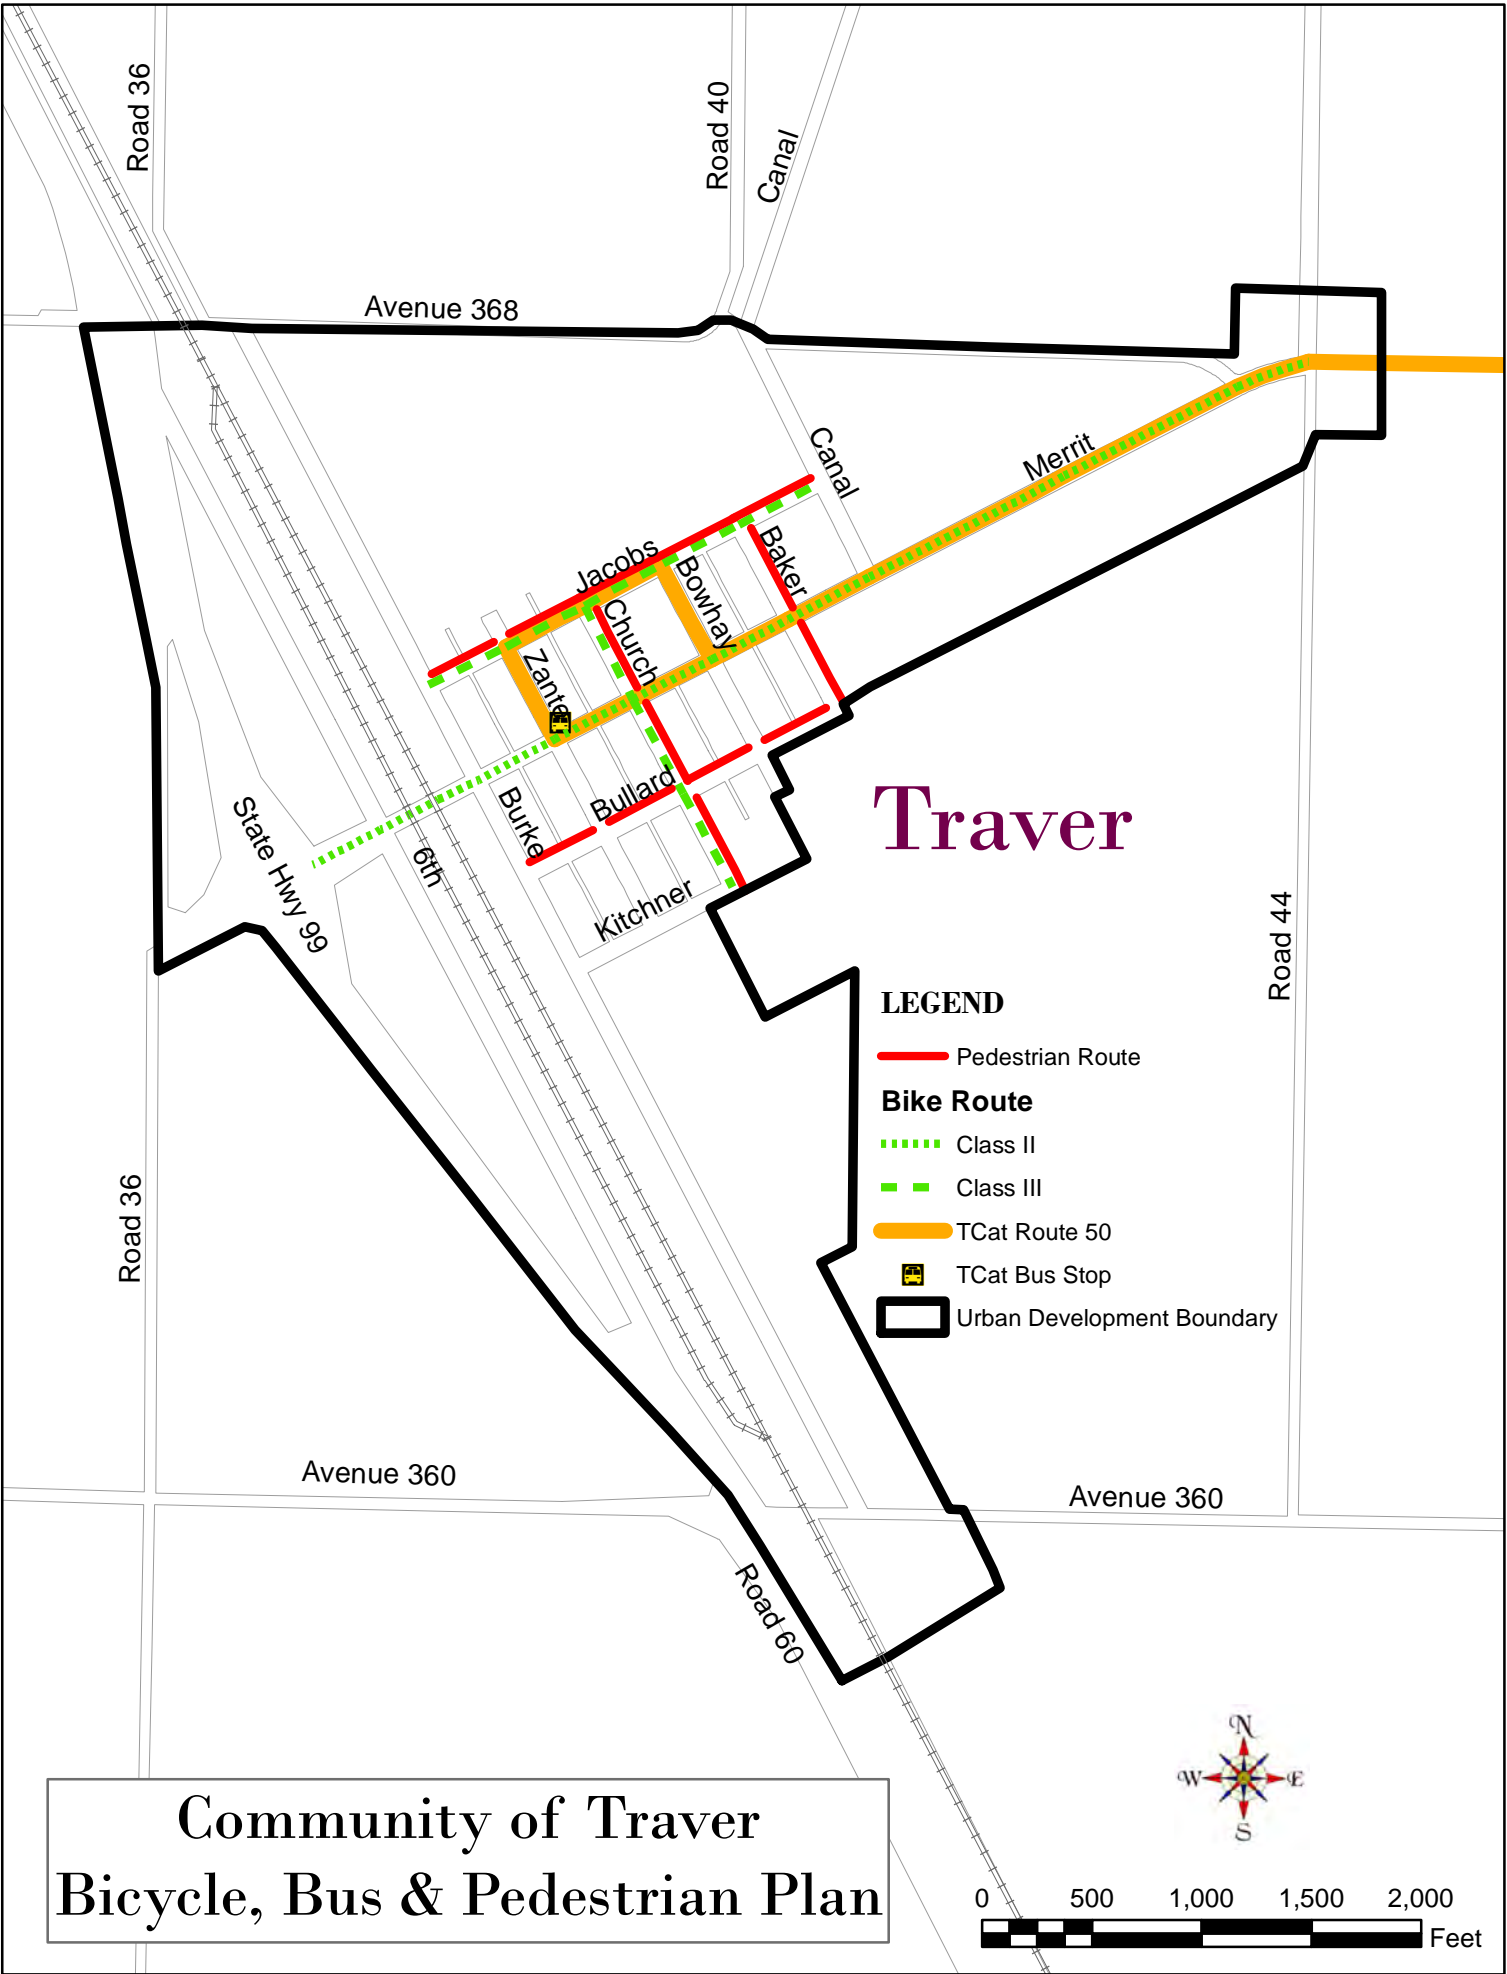 Road 36
Road 40
Canal
Avenue 368
Canal
Merrit
Baker
Jacobs
Bowhay
Church
Zante
Bullard
Burke
State Hwy 99
6th
Kitchner
Traver
Road 44
LEGEND
Pedestrian Route
Bike Route
Class II
Class III
TCat Route 50
TCat Bus Stop
Urban Development Boundary
Road 36
Avenue 360
Avenue 360
Road 60
N
W E
S
Community of Traver
Bicycle, Bus & Pedestrian Plan
0 500 1,000 1,500 2,000
Feet